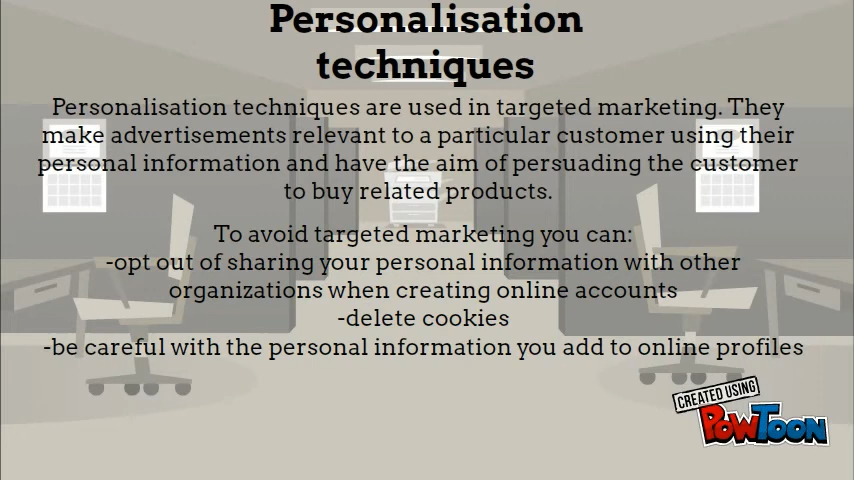 Personalisation
techniques
Personalisation techniques are used in targeted marketing. They
make advertisements relevant to a particular customer using their
personal information and have the aim of persuading the customer
to buy related products.
To avoid targeted marketing you can:
-opt out of sharing your personal information with other
organizations when creating online accounts
-delete cookies
-be careful with the personal information you add to online profiles
CREATED USING
POWTOON